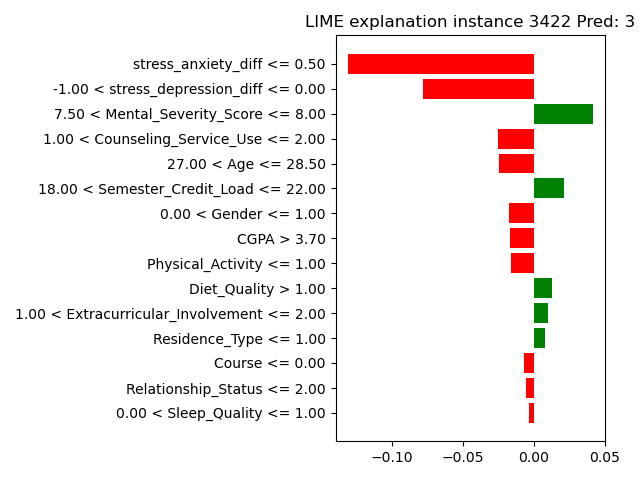 LIME explanation instance 3422 Pred: 3
stress_anxiety_diff <= 0.50
-1.00 < stress_depression_diff <= 0.00
7.50 < Mental_Severity_Score <= 8.00
1.00 < Counseling_Service_Use <= 2.00
27.00 < Age <= 28.50
18.00 < Semester_Credit_Load <= 22.00
0.00 < Gender <= 1.00
CGPA > 3.70
Physical_Activity <= 1.00
Diet_Quality > 1.00
1.00 < Extracurricular_Involvement <= 2.00
Residence_Type <= 1.00
Course <= 0.00
Relationship_Status <= 2.00
0.00 < Sleep_Quality <= 1.00
−0.10 −0.05 0.00 0.05